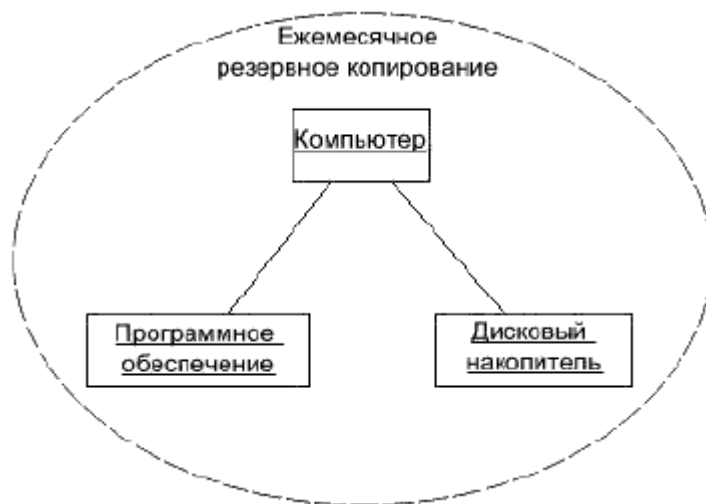 Ежемесячное
резервное копирование
Компьютер
Программное
обеспечение
Дисковый
накопитель